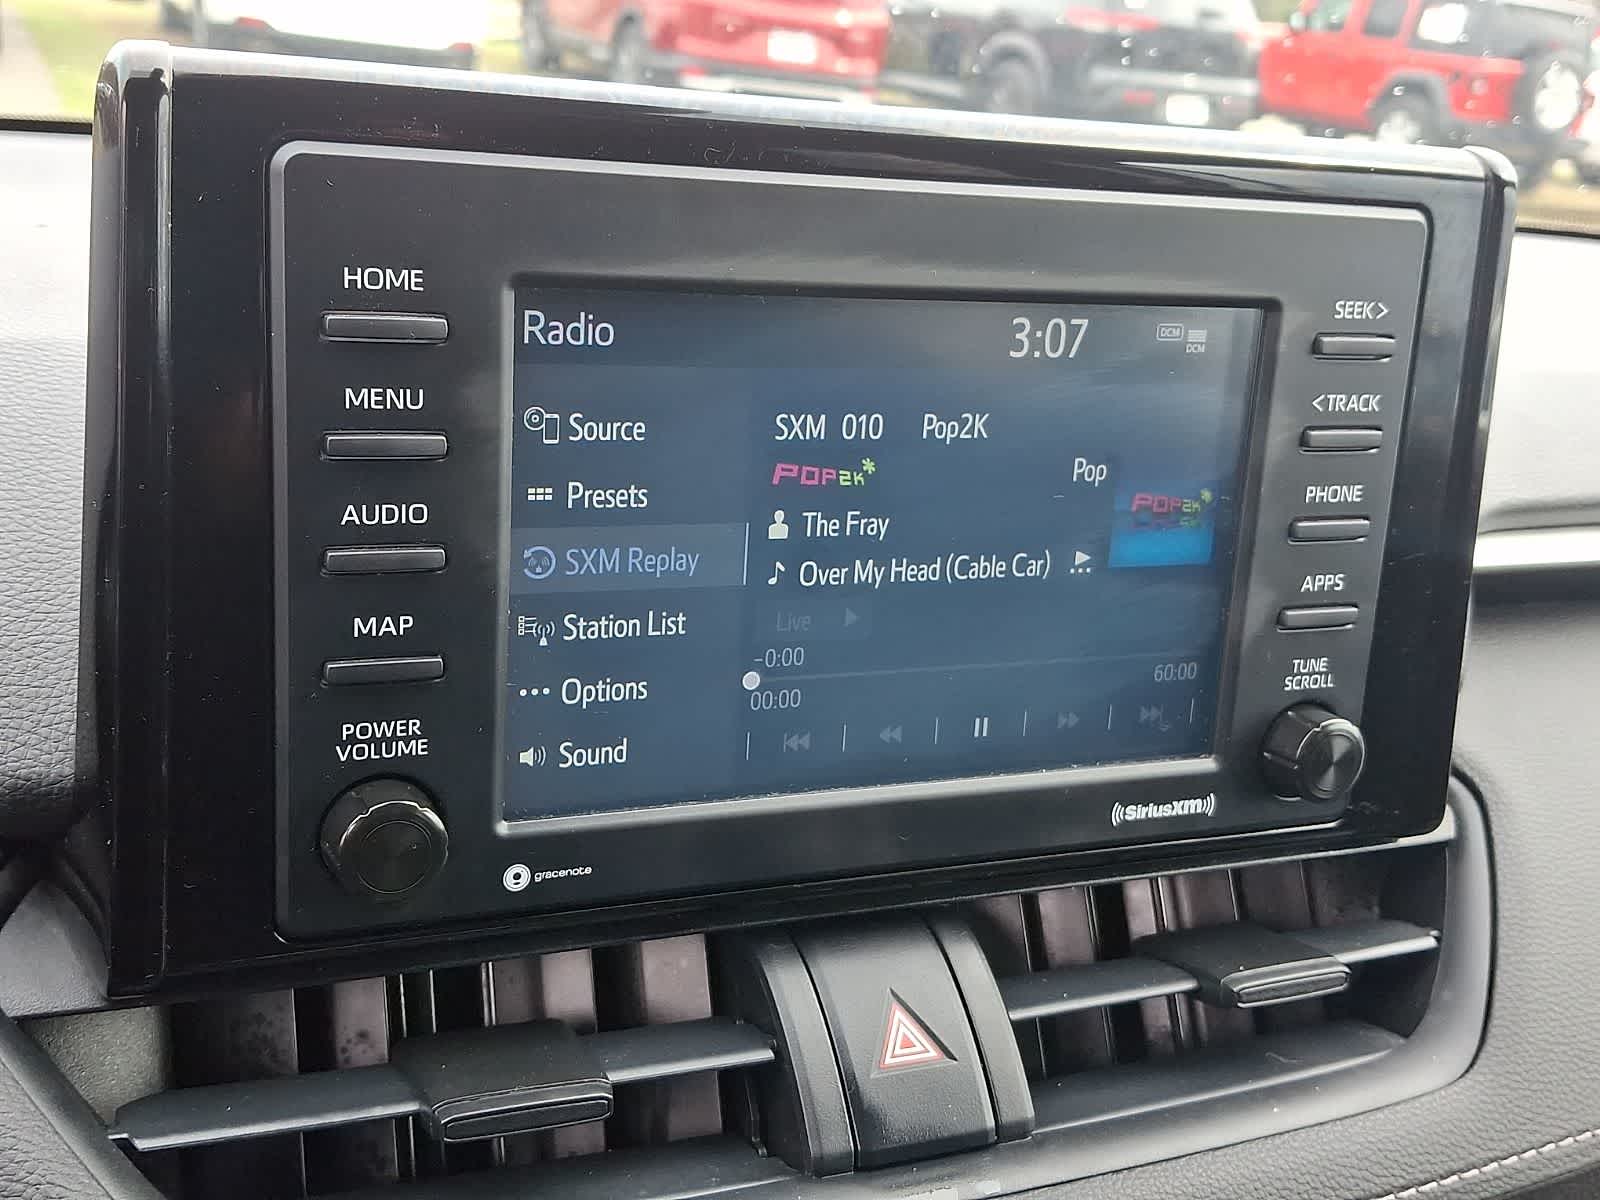 HOME
MENU
AUDIO
MAP
POWER
VOLUME
Radio
3:07
DCM
DCM
Source
Presets
SXM Replay
Station List
Options
Sound
SXM 010 Pop2K
POP2K*
Pop
POP2K*
The Fray
Over My Head (Cable Car)
Live
-0:00
00:00
60:00
SEEK>
<TRACK
PHONE
APPS
TUNE
SCROLL
gracenote
((SiriusXM))